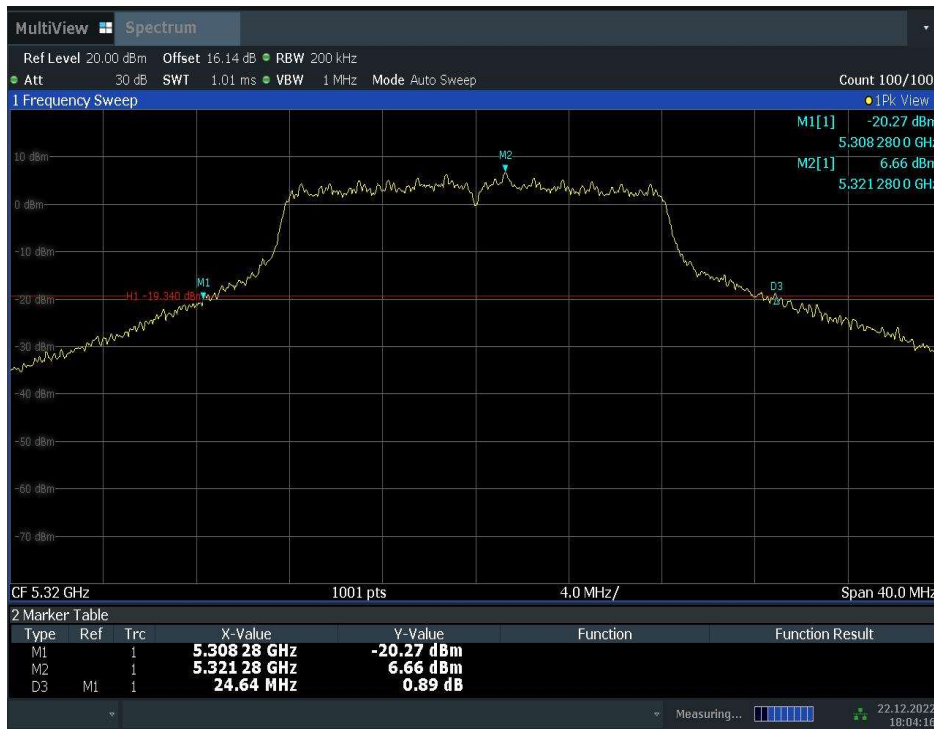 MultiView Spectrum
Ref Level 20.00 dBm Offset 16.14 dB RBW 200 kHz
Att 30 dB SWT 1.01 ms VBW 1 MHz Mode Auto Sweep Count 100/100
1 Frequency Sweep 1Pk View
M1[1] -20.27 dBm
5.308 280 0 GHz
M2[1] 6.66 dBm
5.321 280 0 GHz
10 dBm
M2
0 dBm
-10 dBm
M1
H1 -19.340 dBm
D3
-20 dBm
-30 dBm
-40 dBm
-50 dBm
-60 dBm
-70 dBm
CF 5.32 GHz 1001 pts 4.0 MHz/ Span 40.0 MHz
2 Marker Table
Type Ref Trc X-Value Y-Value Function Function Result
M1 1 5.308 28 GHz -20.27 dBm
M2 1 5.321 28 GHz 6.66 dBm
D3 M1 1 24.64 MHz 0.89 dB
Measuring... 22.12.2022
18:04:16